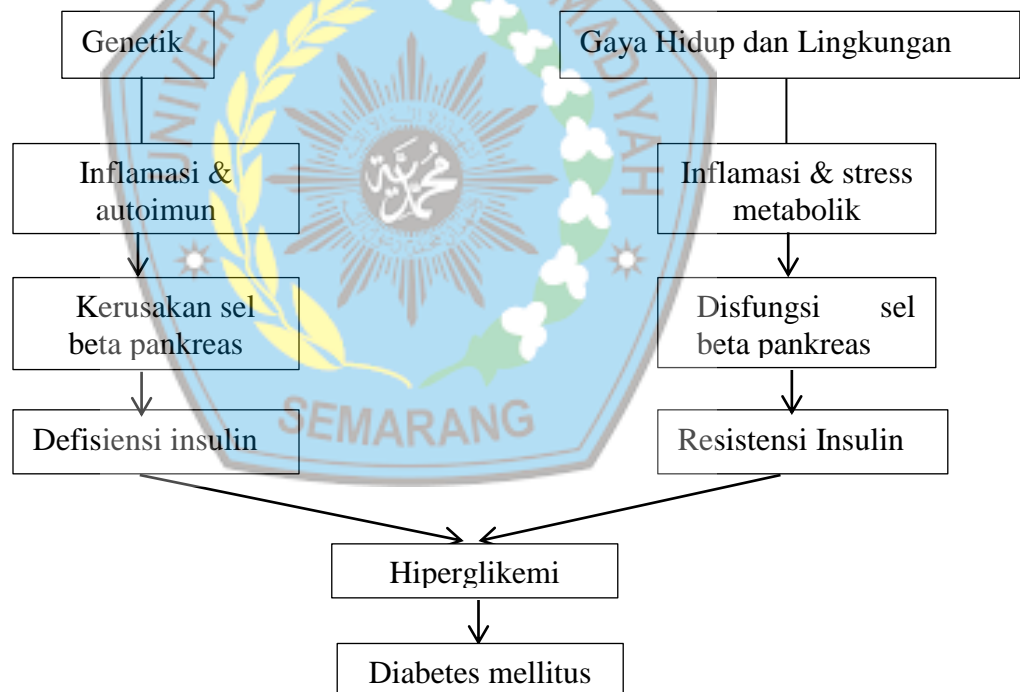 Genetik
Gaya Hidup dan Lingkungan
Inflamasi &
autoimun
Inflamasi & stress
metabolik
Kerusakan sel
beta pankreas
Disfungsi sel
beta pankreas
Defisiensi insulin
Resistensi Insulin
Hiperglikemi
Diabetes mellitus
SEMARANG
محمدية